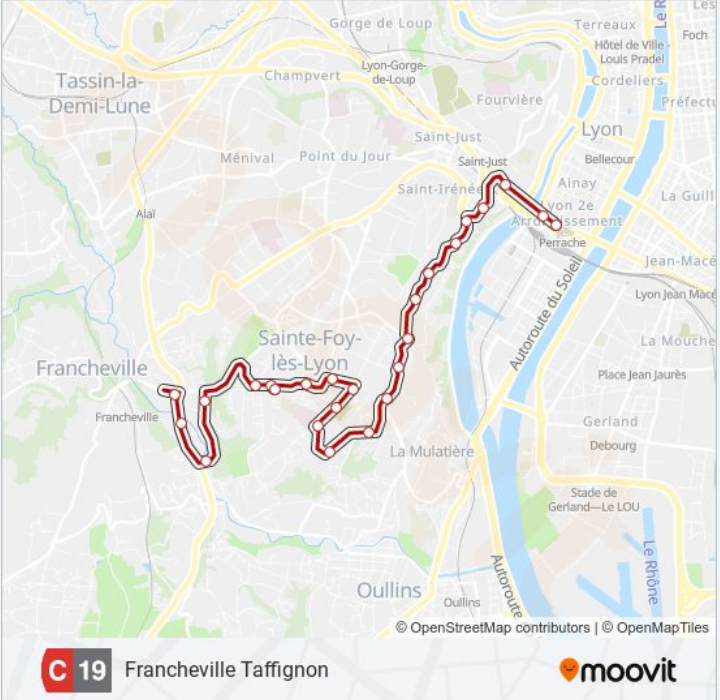 Gorge de Loup
Terreaux
Les
Le R
Foch
Hôtel de Ville -
Louis Pradel
Lyon-Gorge-
de-Loup
Tassin-la-
Demi-Lune
Champvert
Cordeliers
Fourvière
Préfectu
Lyon
Saint-Just
Ménival
Point du Jour
Saint-Just
Bellecour
Ainay
Saint-Irénée
La Guill
Lyon 2e
Arrondissement
Alaï
Perrache
Jean-Macé
Autoroute du Soleil
Lyon Jean Macé
Sainte-Foy-
lès-Lyon
La Mouche
Francheville
Place Jean Jaurès
Francheville
Gerland
La Mulatière
Debourg
Stade de
Gerland—Le LOU
Le Rhône
Autoroute
Oullins
Oullins
© OpenStreetMap contributors | © OpenMapTiles
C 19 Francheville Taffignon
moovit